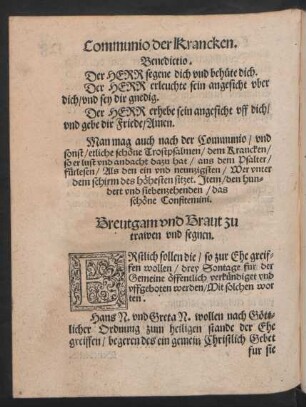 Communio der Krancken.
Benedictio.
Der HERR segene dich vnd behüte dich.
Der HERR erleuchte sein angesicht vber
dich/vnd sey dir gnedig.
Der HERR erhebe sein angesicht vff dich/
vnd gebe dir Friede/Amen.
Man mag auch nach der Communio/vnd
sonst/etliche schöne Trostpsalmen/dem Krancken/
so er lust vnd andacht dazu hat/aus dem Psalter/
fürlesen/Als den ein vnd neunzigsten/Wer vnter
dem schirm des höhesten sitzet. Item/den hun-
dert vnd siebenzehenden/das
schöne Confitemini.
Breutgam vnd Braut zu
trawen vnd segnen.
ERstlich sollen die/so zur Ehe greif-
fen wollen/drey Sontage für der
Gemeine öffentlich verkündiget vnd
vffgeboten werden/Mit solchen wor
ten.
Hans N. vnd Greta N. wollen nach Gött-
licher Ordnung zum heiligen stande der Ehe
greiffen/begeren des ein gemein Christlich Gebet
fur sie